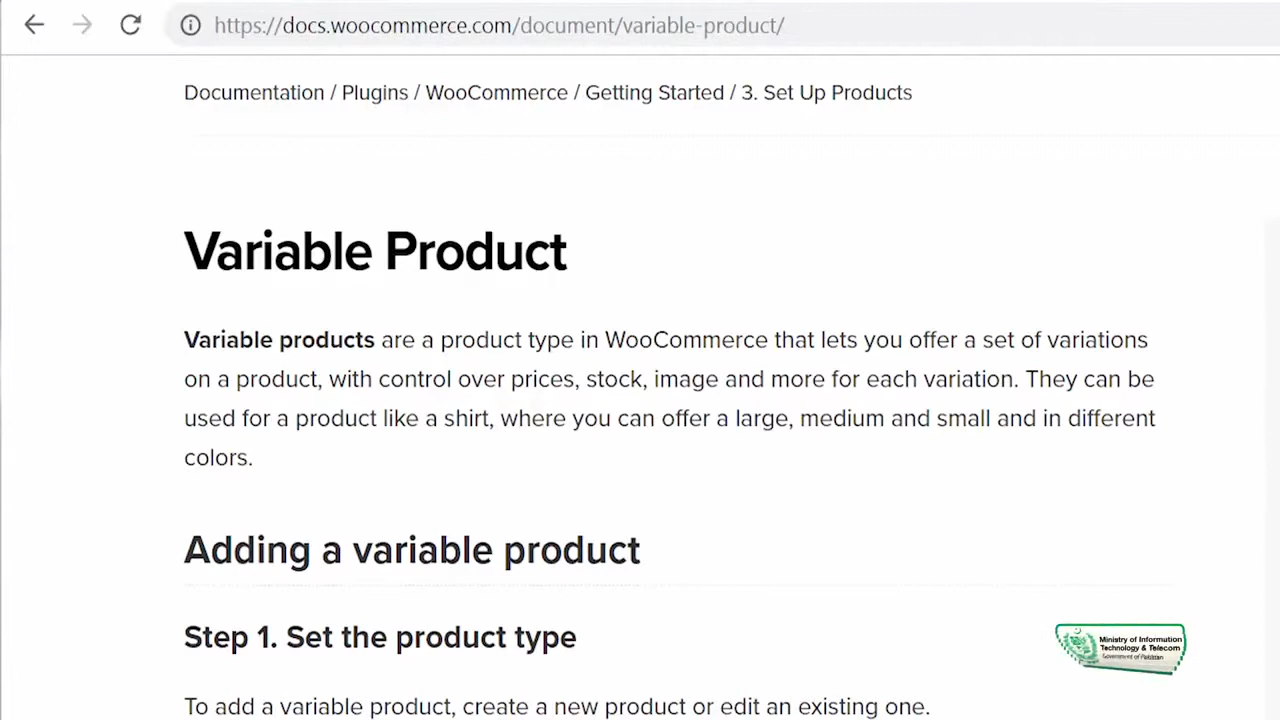 https://docs.woocommerce.com/document/variable-product/
Documentation / Plugins / WooCommerce / Getting Started / 3. Set Up Products
Variable Product
Variable products are a product type in WooCommerce that lets you offer a set of variations
on a product, with control over prices, stock, image and more for each variation. They can be
used for a product like a shirt, where you can offer a large, medium and small and in different
colors.
Adding a variable product
Step 1. Set the product type
Ministry of Information
Technology & Telecom
Government of Pakistan
To add a variable product, create a new product or edit an existing one.